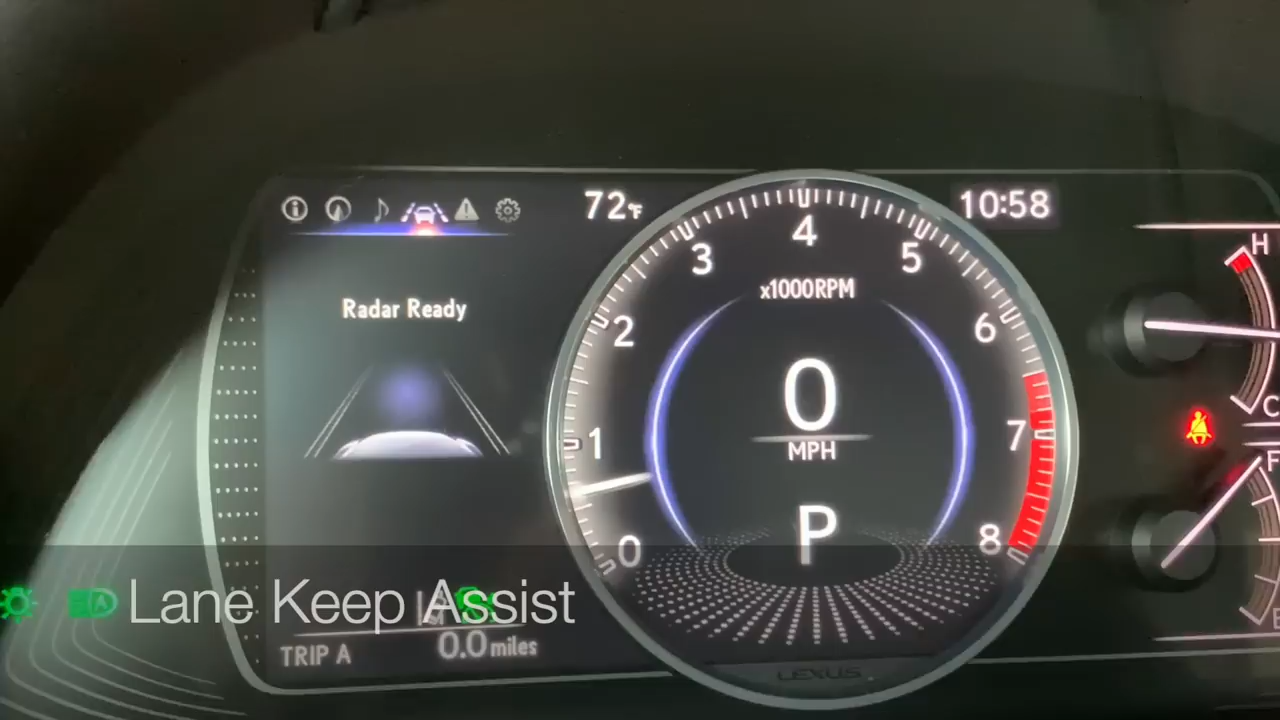 72°F
10:58
Radar Ready
x1000RPM
0 1 2 3 4 5 6 7 8
0
MPH
P
H
C
F
Lane Keep Assist
TRIP A
0.0 miles
LEXUS